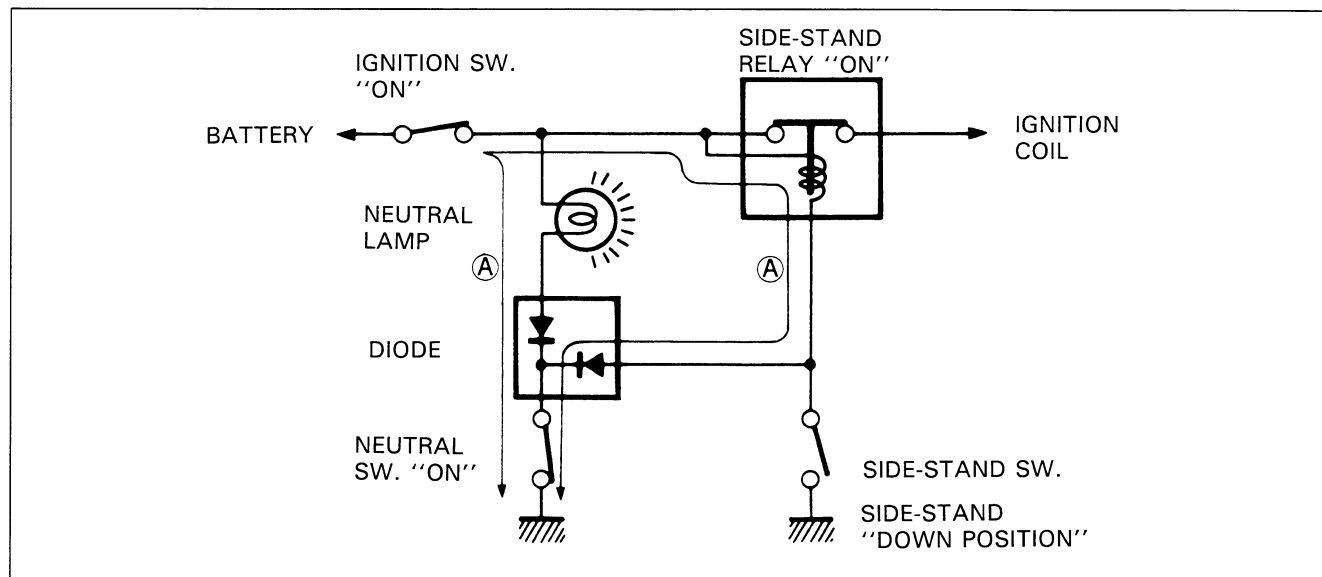 SIDE-STAND
RELAY "ON"
IGNITION SW.
"ON"
BATTERY
IGNITION
COIL
NEUTRAL
LAMP
A
A
DIODE
NEUTRAL
SW. "ON"
SIDE-STAND SW.
SIDE-STAND
"DOWN POSITION"